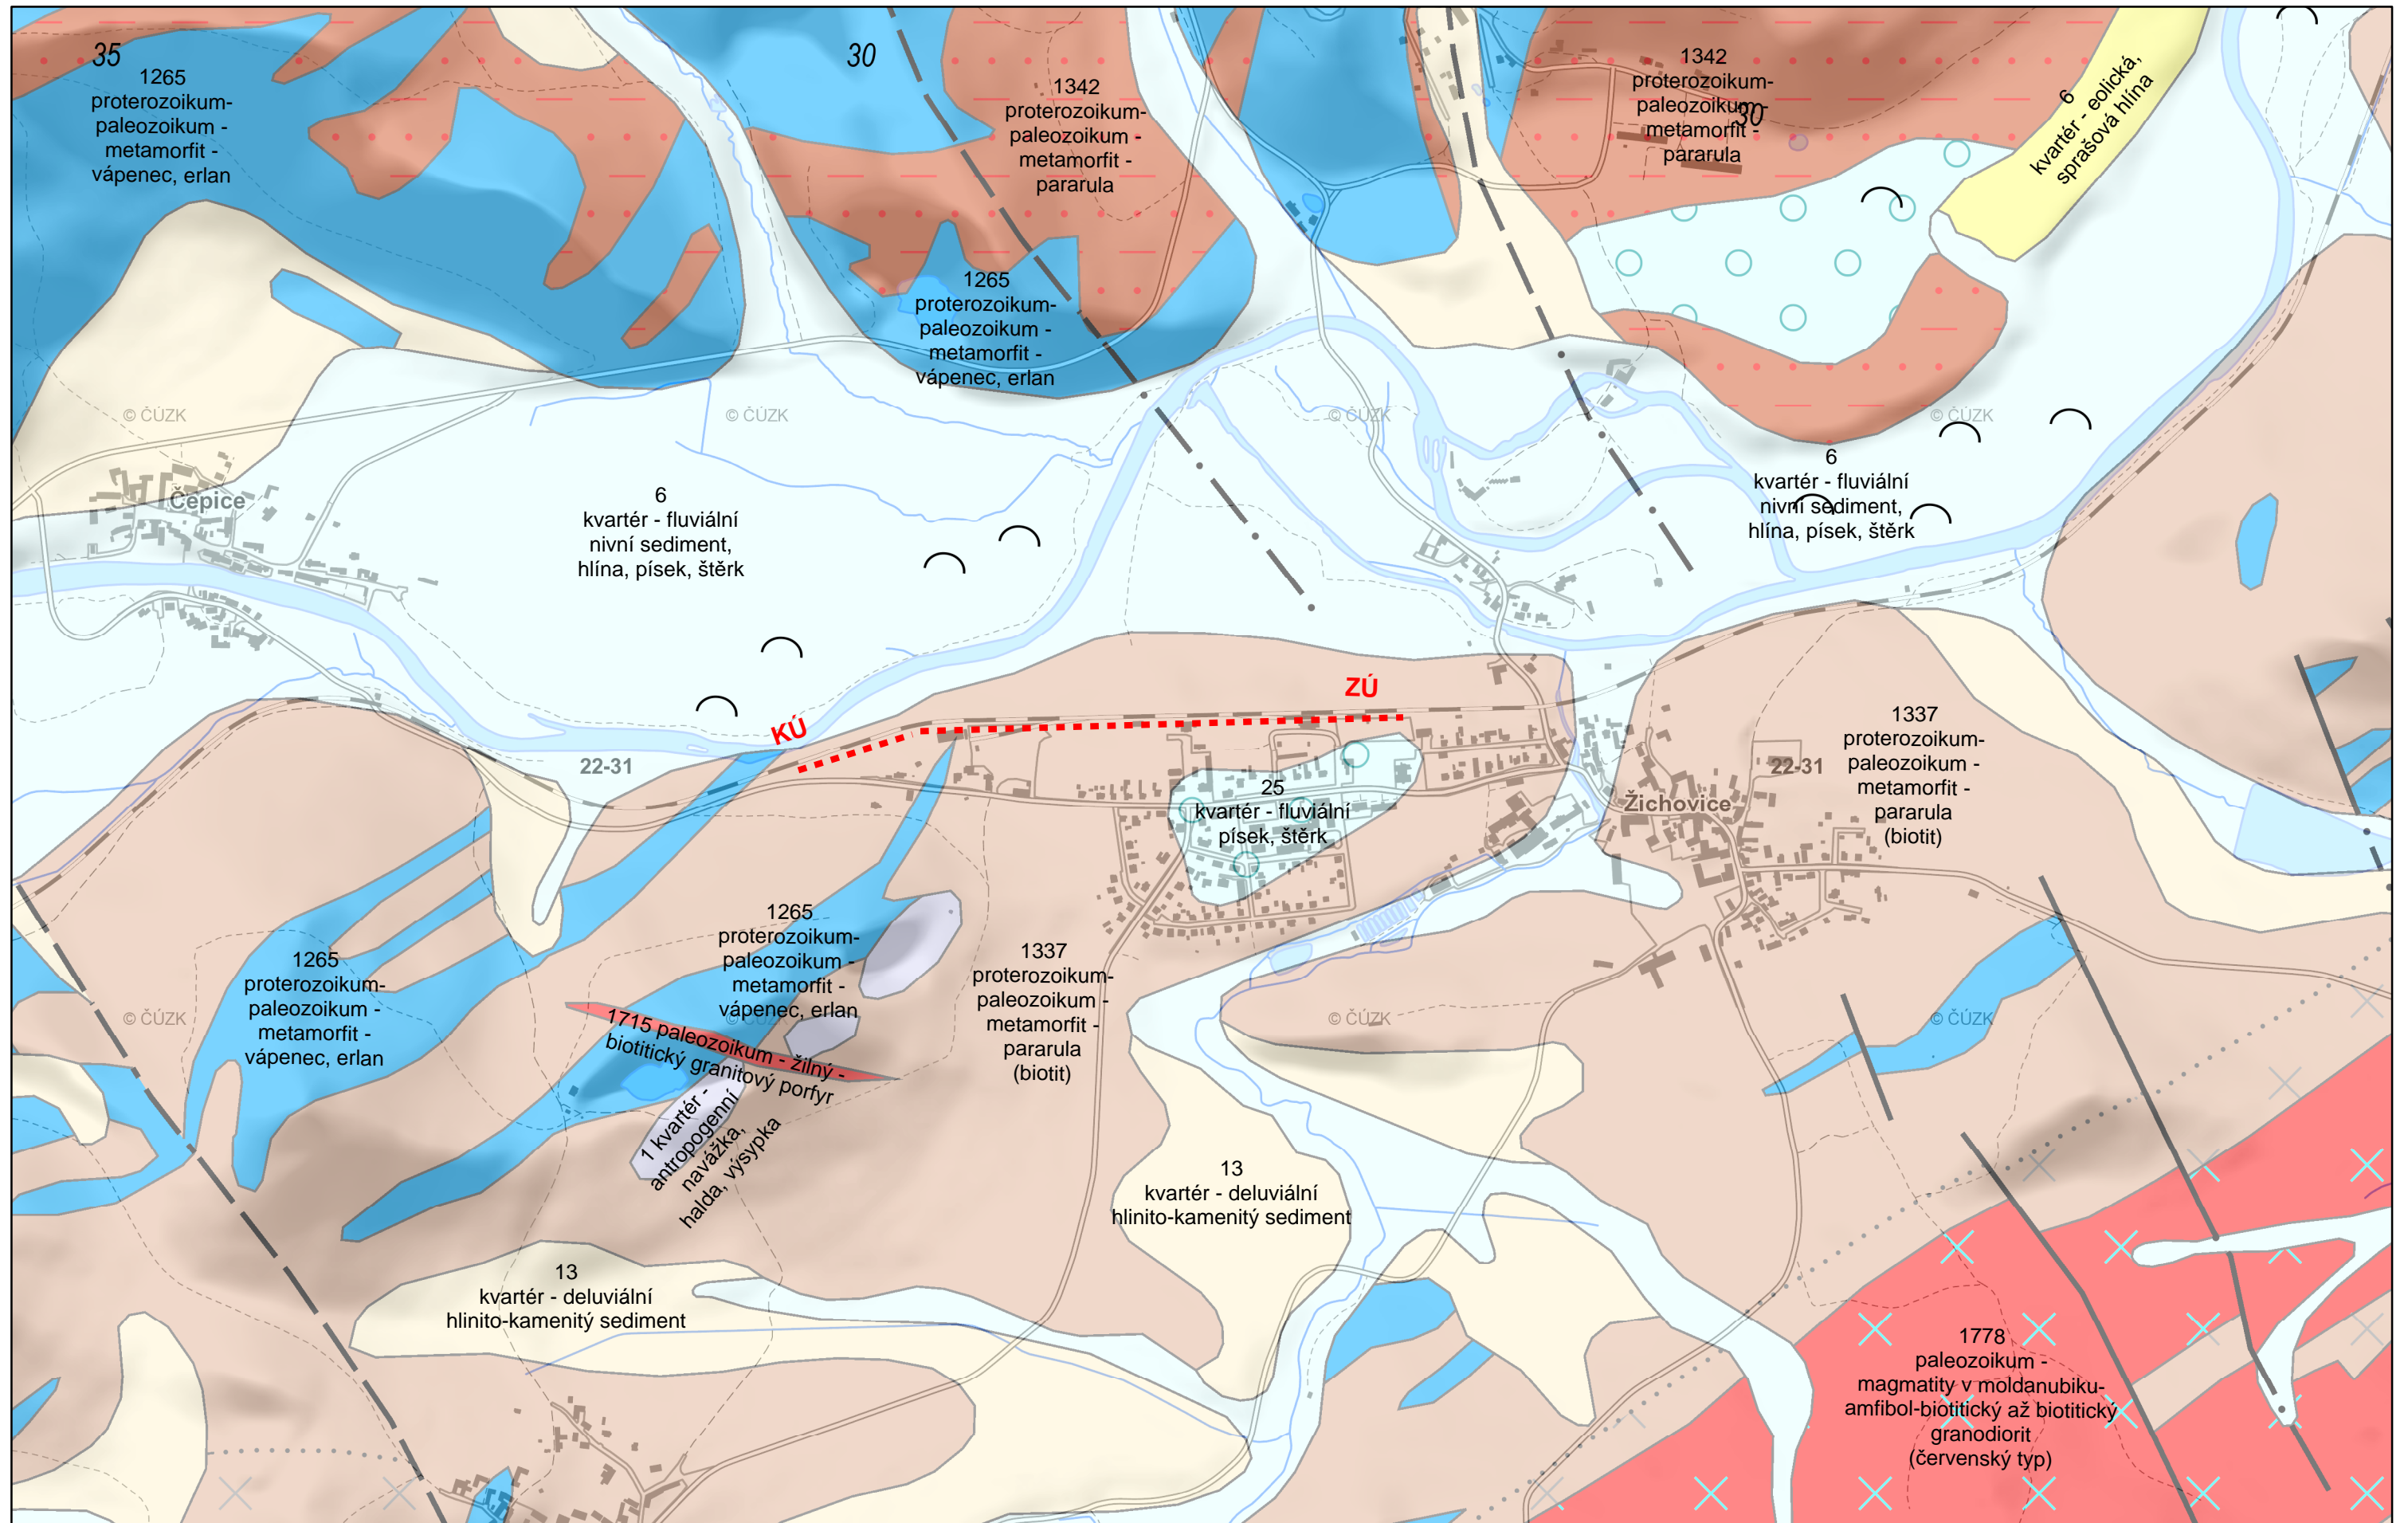 35
1265
proterozoikum-
paleozoikum -
metamorfit -
vápenec, erlan
30
1342
proterozoikum-
paleozoikum -
metamorfit -
pararula
1342
proterozoikum-
paleozoikum -
metamorfit -
pararula
30
6
kvartér - eolická,
sprašová hlína
1265
proterozoikum-
paleozoikum -
metamorfit -
vápenec, erlan
© ČÚZK
© ČÚZK
© ČÚZK
© ČÚZK
Čepice
6
kvartér - fluviální
nivní sediment,
hlína, písek, štěrk
6
kvartér - fluviální
nivní sediment,
hlína, písek, štěrk
KÚ
ZÚ
22-31
22-31
1337
proterozoikum-
paleozoikum -
metamorfit -
pararula
(biotit)
Žichovice
25
kvartér - fluviální
písek, štěrk
1265
proterozoikum-
paleozoikum -
metamorfit -
vápenec, erlan
1265
proterozoikum-
paleozoikum -
metamorfit -
vápenec, erlan
1337
proterozoikum-
paleozoikum -
metamorfit -
pararula
(biotit)
© ČÚZK
© ČÚZK
© ČÚZK
© ČÚZK
1715 paleozoikum - žilný -
biotitický granitový porfyr
1 kvartér -
antropogenní
navážka,
halda, výsypka
13
kvartér - deluviální
hlinito-kamenitý sediment
13
kvartér - deluviální
hlinito-kamenitý sediment
1778
paleozoikum -
magmatity v moldanubiku-
amfibol-biotitický až biotitický
granodiorit
(červenský typ)